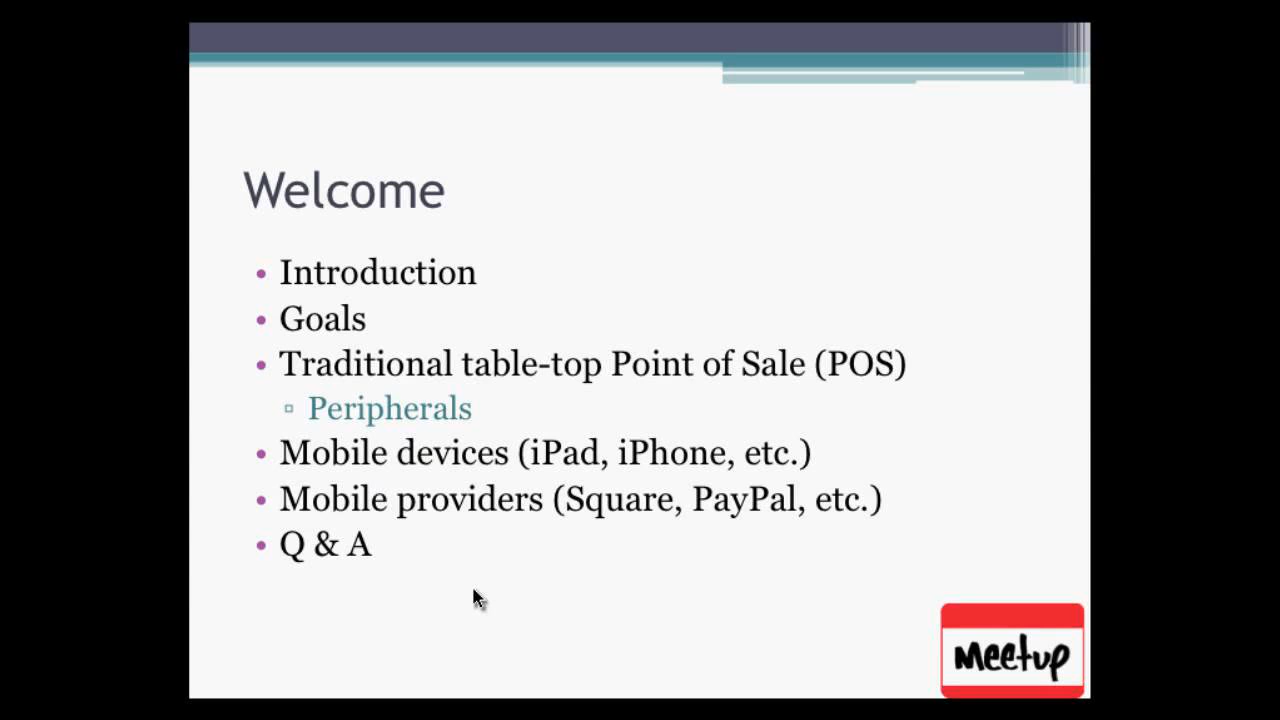 Welcome
Introduction
Goals
Traditional table-top Point of Sale (POS)
Peripherals
Mobile devices (iPad, iPhone, etc.)
Mobile providers (Square, PayPal, etc.)
Q & A
Meetup